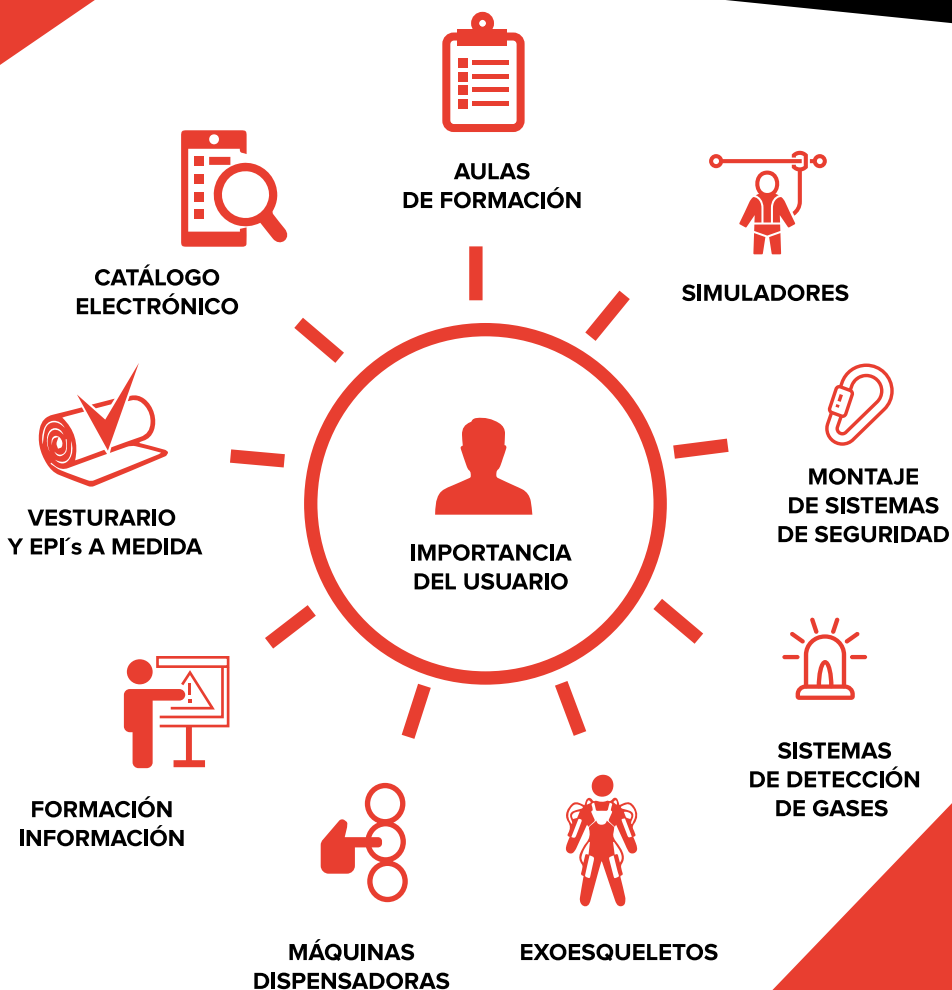 AULAS
DE FORMACIÓN
SIMULADORES
MONTAJE
DE SISTEMAS
DE SEGURIDAD
SISTEMAS
DE DETECCIÓN
DE GASES
EXOESQUELETOS
MÁQUINAS
DISPENSADORAS
FORMACIÓN
INFORMACIÓN
VESTURARIO
Y EPI´s A MEDIDA
CATÁLOGO
ELECTRÓNICO
IMPORTANCIA
DEL USUARIO